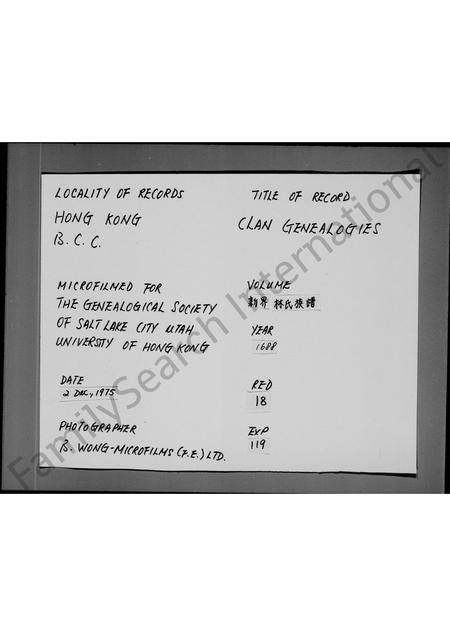 LOCALITY OF RECORDS
HONG KONG
B. C. C.
TITLE OF RECORD
CLAN GENEALOGIES
MICROFILMED FOR
THE GENEALOGICAL SOCIETY
OF SALT LAKE CITY UTAH
UNIVERSTY OF HONG KONG
VOLUME
新界 林氏族譜
YEAR
1688
DATE
2 Dec, 1975
RED
18
PHOTOGRAPHER
B. WONG-MICROFILMS (F.E.) LTD.
EXP
119
FamilySearch International